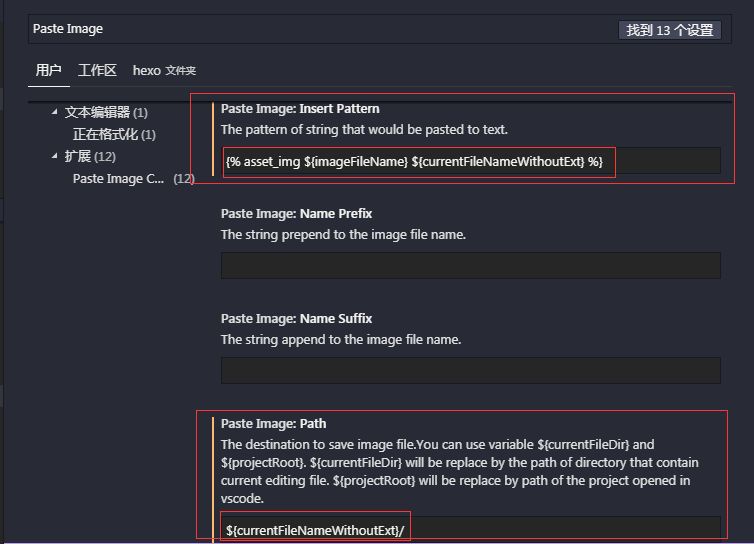 Paste Image
找到 13 个设置
用户 工作区 hexo 文件夹
文本编辑器 (1)
正在格式化 (1)
扩展 (12)
Paste Image C... (12)
Paste Image: Insert Pattern
The pattern of string that would be pasted to text.
{% asset_img ${imageFileName} ${currentFileNameWithoutExt} %}
Paste Image: Name Prefix
The string prepend to the image file name.
Paste Image: Name Suffix
The string append to the image file name.
Paste Image: Path
The destination to save image file.You can use variable ${currentFileDir} and
${projectRoot}. ${currentFileDir} will be replace by the path of directory that contain
current editing file. ${projectRoot} will be replace by path of the project opened in
vscode.
${currentFileNameWithoutExt}/